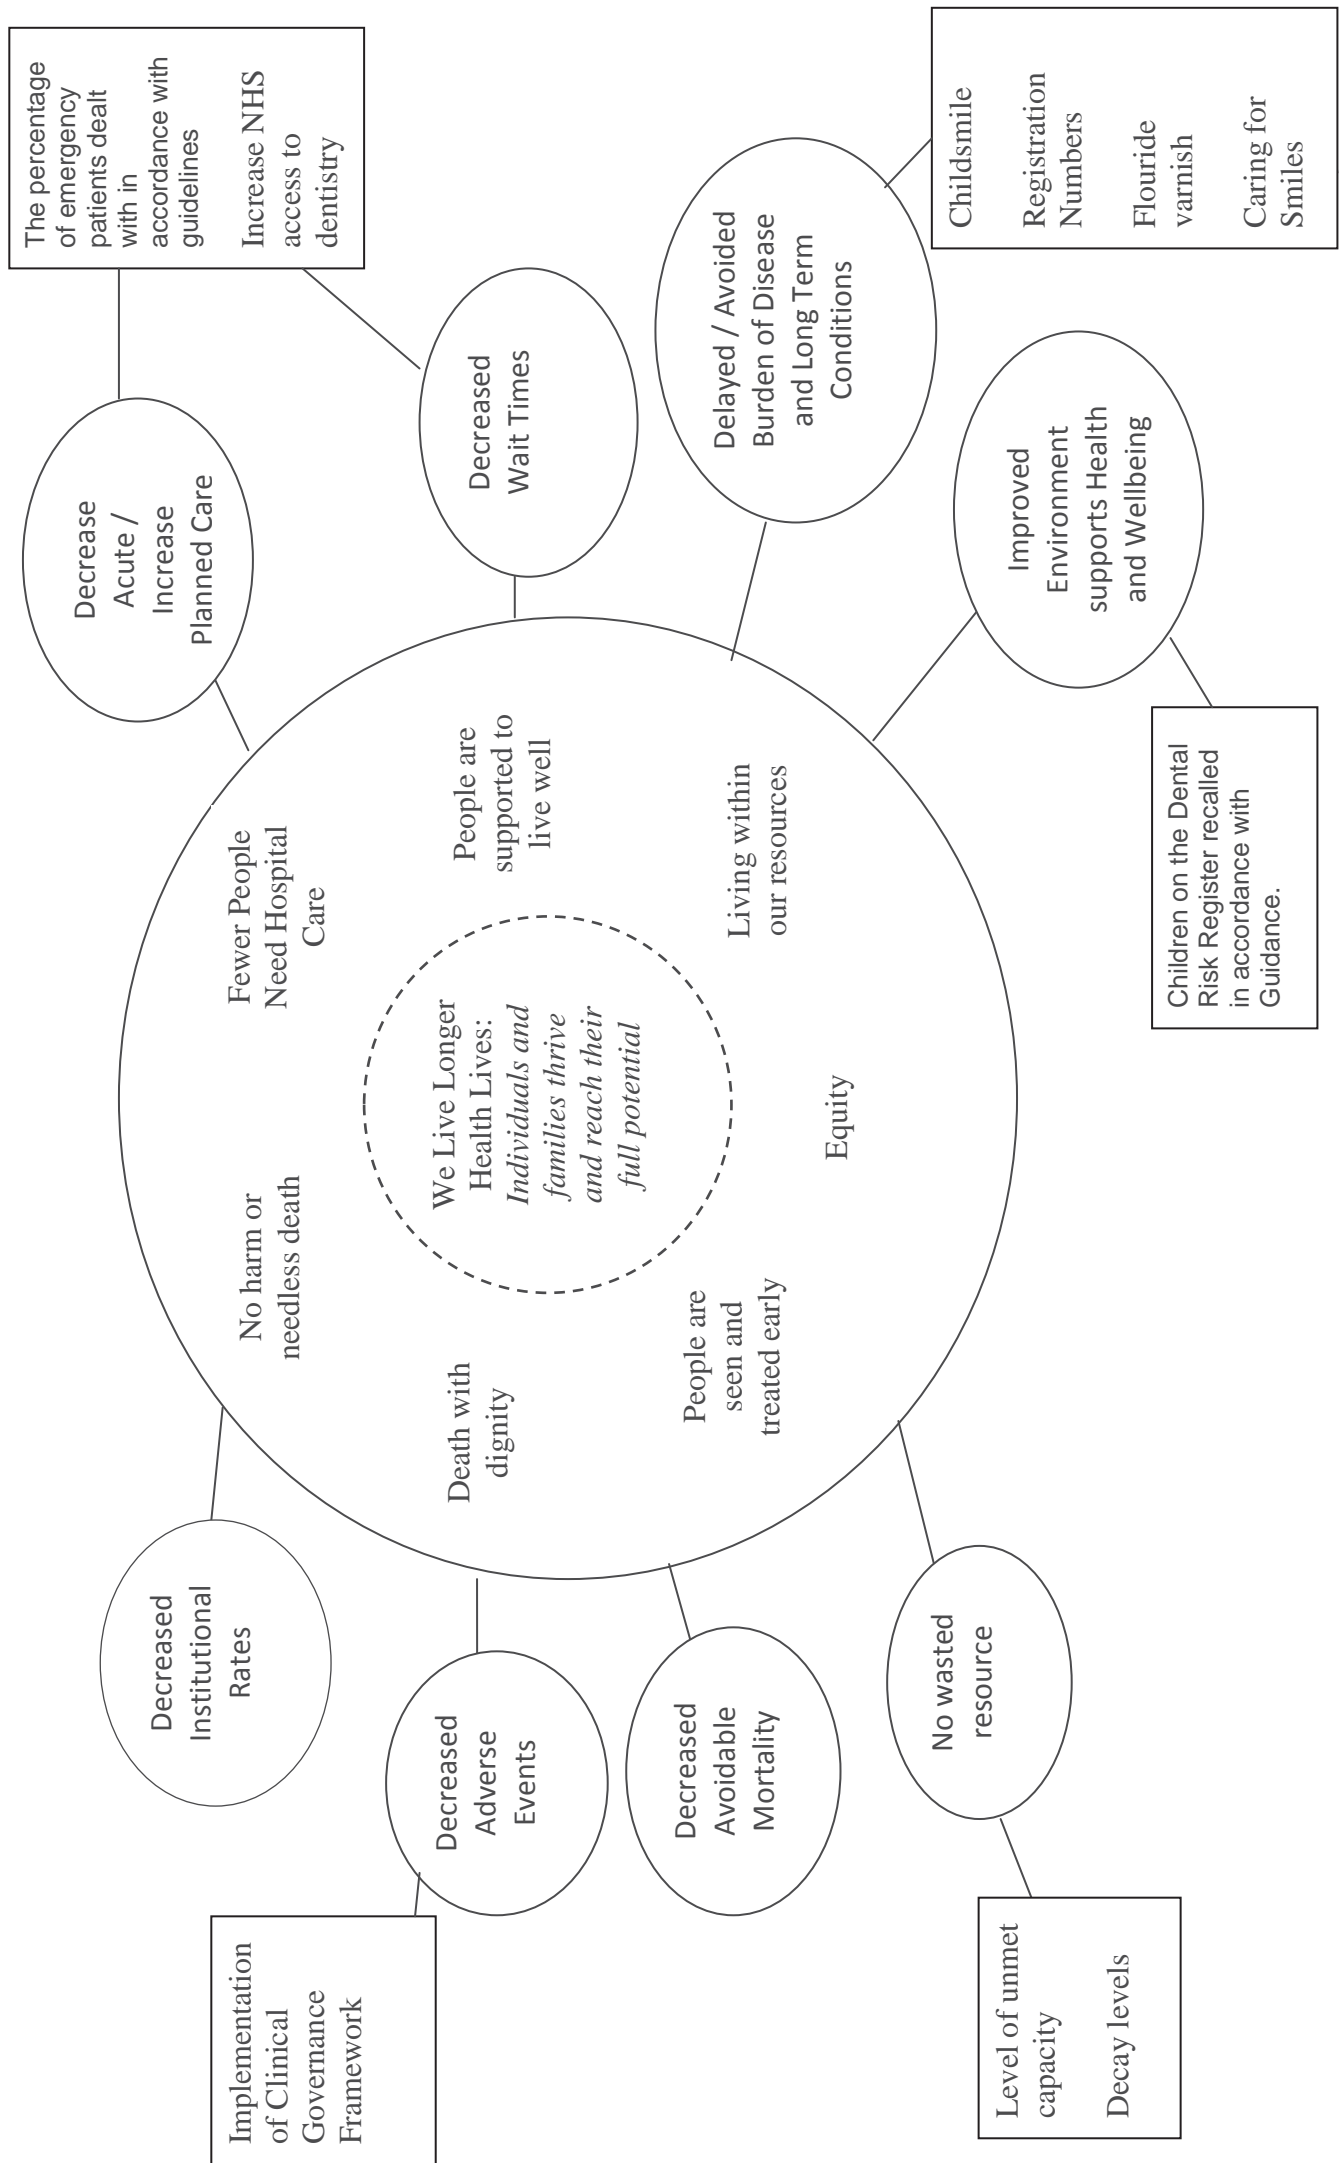 Implementation
of Clinical
Governance
Framework
Decreased
Institutional
Rates
Decrease
Acute /
Increase
Planned Care
The percentage
of emergency
patients dealt
with in
accordance with
guidelines
Increase NHS
access to
dentistry
No harm or
needless death
Fewer People
Need Hospital
Care
Decreased
Adverse
Events
Death with
dignity
We Live Longer
Health Lives:
Individuals and
families thrive
and reach their
full potential
People are
supported to
live well
Decreased
Wait Times
Decreased
Avoidable
Mortality
People are
seen and
treated early
Equity
Living within
our resources
Delayed / Avoided
Burden of Disease
and Long Term
Conditions
No wasted
resource
Improved
Environment
supports Health
and Wellbeing
Childsmile
Registration
Numbers
Flouride
varnish
Caring for
Smiles
Level of unmet
capacity
Decay levels
Children on the Dental
Risk Register recalled
in accordance with
Guidance.